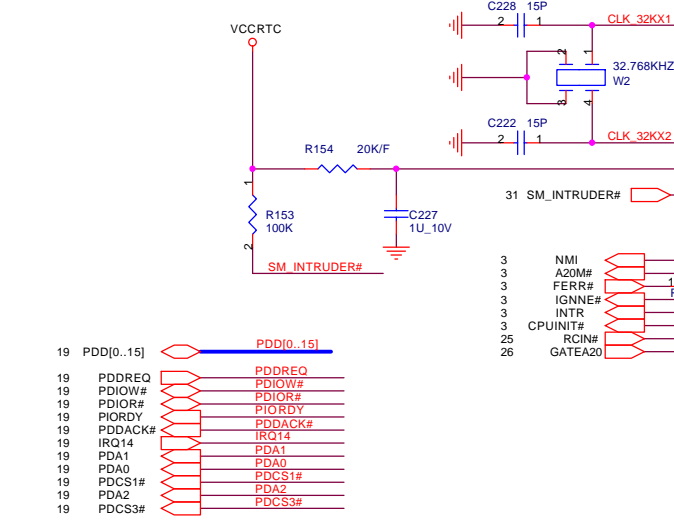 C228 15P
2 1 CLK_32KX1
VCCRTC
2 1
32.768KHZ
W2
3 4
C222 15P
2 1 CLK_32KX2
R154 20K/F
1
31 SM_INTRUDER#
R153
100K
C227
1U_10V
2
SM_INTRUDER#
3 NMI
3 A20M#
3 FERR# 1
3 IGNNE#
3 INTR
3 CPUINIT#
25 RCIN#
26 GATEA20
19 PDD[0..15] PDD[0..15]
19 PDDREQ PDDREQ
19 PDIOW# PDIOW#
19 PDIOR# PDIOR#
19 PIORDY PIORDY
19 PDDACK# PDDACK#
19 IRQ14 IRQ14
19 PDA1 PDA1
19 PDA0 PDA0
19 PDCS1# PDCS1#
19 PDA2 PDA2
19 PDCS3# PDCS3#